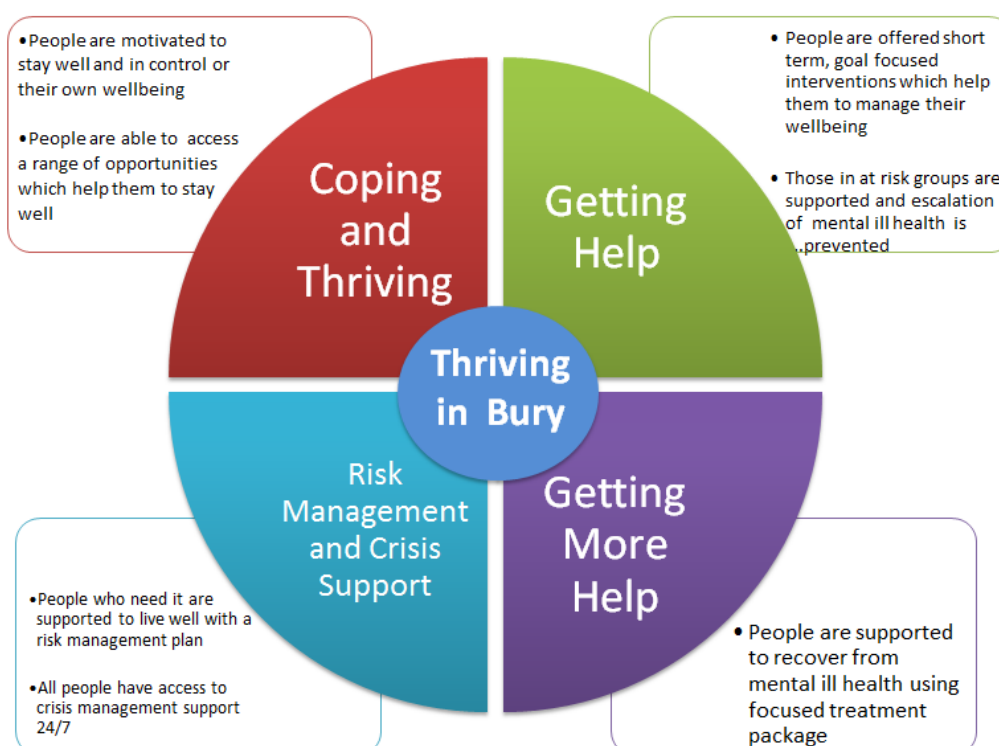 •People are motivated to
stay well and in control or
their own wellbeing
•People are able to access
a range of opportunities
which help them to stay
well
• People are offered short
term, goal focused
interventions which help
them to manage their
wellbeing
• Those in at risk groups are
supported and escalation
of mental ill health is
..prevented
Coping
and
Thriving
Getting
Help
Thriving
in Bury
Risk
Management
and Crisis
Support
Getting
More
Help
•People who need it are
supported to live well with a
risk management plan
•All people have access to
crisis management support
24/7
• People are supported
to recover from
mental ill health using
focused treatment
package